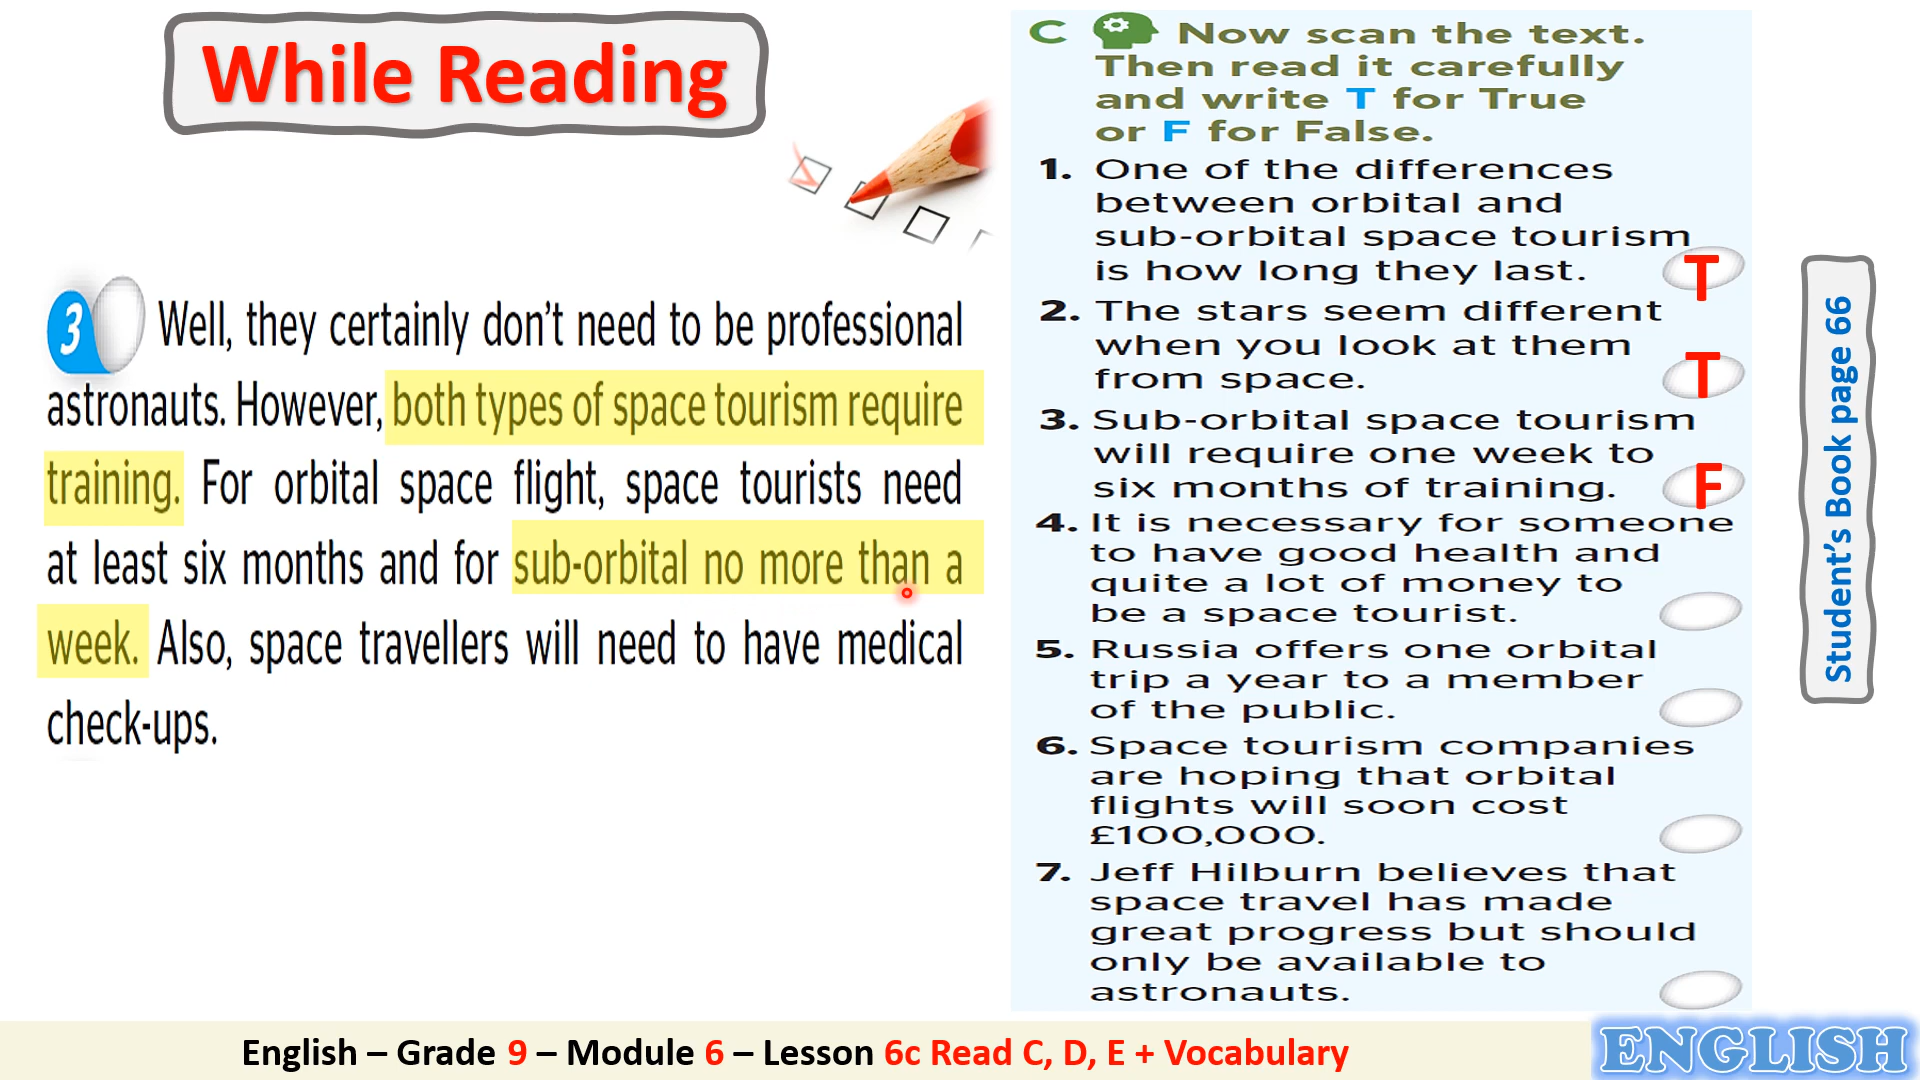 While Reading
3 Well, they certainly don't need to be professional
astronauts. However, both types of space tourism require
training. For orbital space flight, space tourists need
at least six months and for sub-orbital no more than a
week. Also, space travellers will need to have medical
check-ups.
C Now scan the text.
Then read it carefully
and write T for True
or F for False.
1. One of the differences
between orbital and
sub-orbital space tourism
is how long they last. T
2. The stars seem different
when you look at them
from space. T
3. Sub-orbital space tourism
will require one week to
six months of training. F
4. It is necessary for someone
to have good health and
quite a lot of money to
be a space tourist.
5. Russia offers one orbital
trip a year to a member
of the public.
6. Space tourism companies
are hoping that orbital
flights will soon cost
£100,000.
7. Jeff Hilburn believes that
space travel has made
great progress but should
only be available to
astronauts.
Student's Book page 66
English – Grade 9 – Module 6 – Lesson 6c Read C, D, E + Vocabulary
ENGLISH